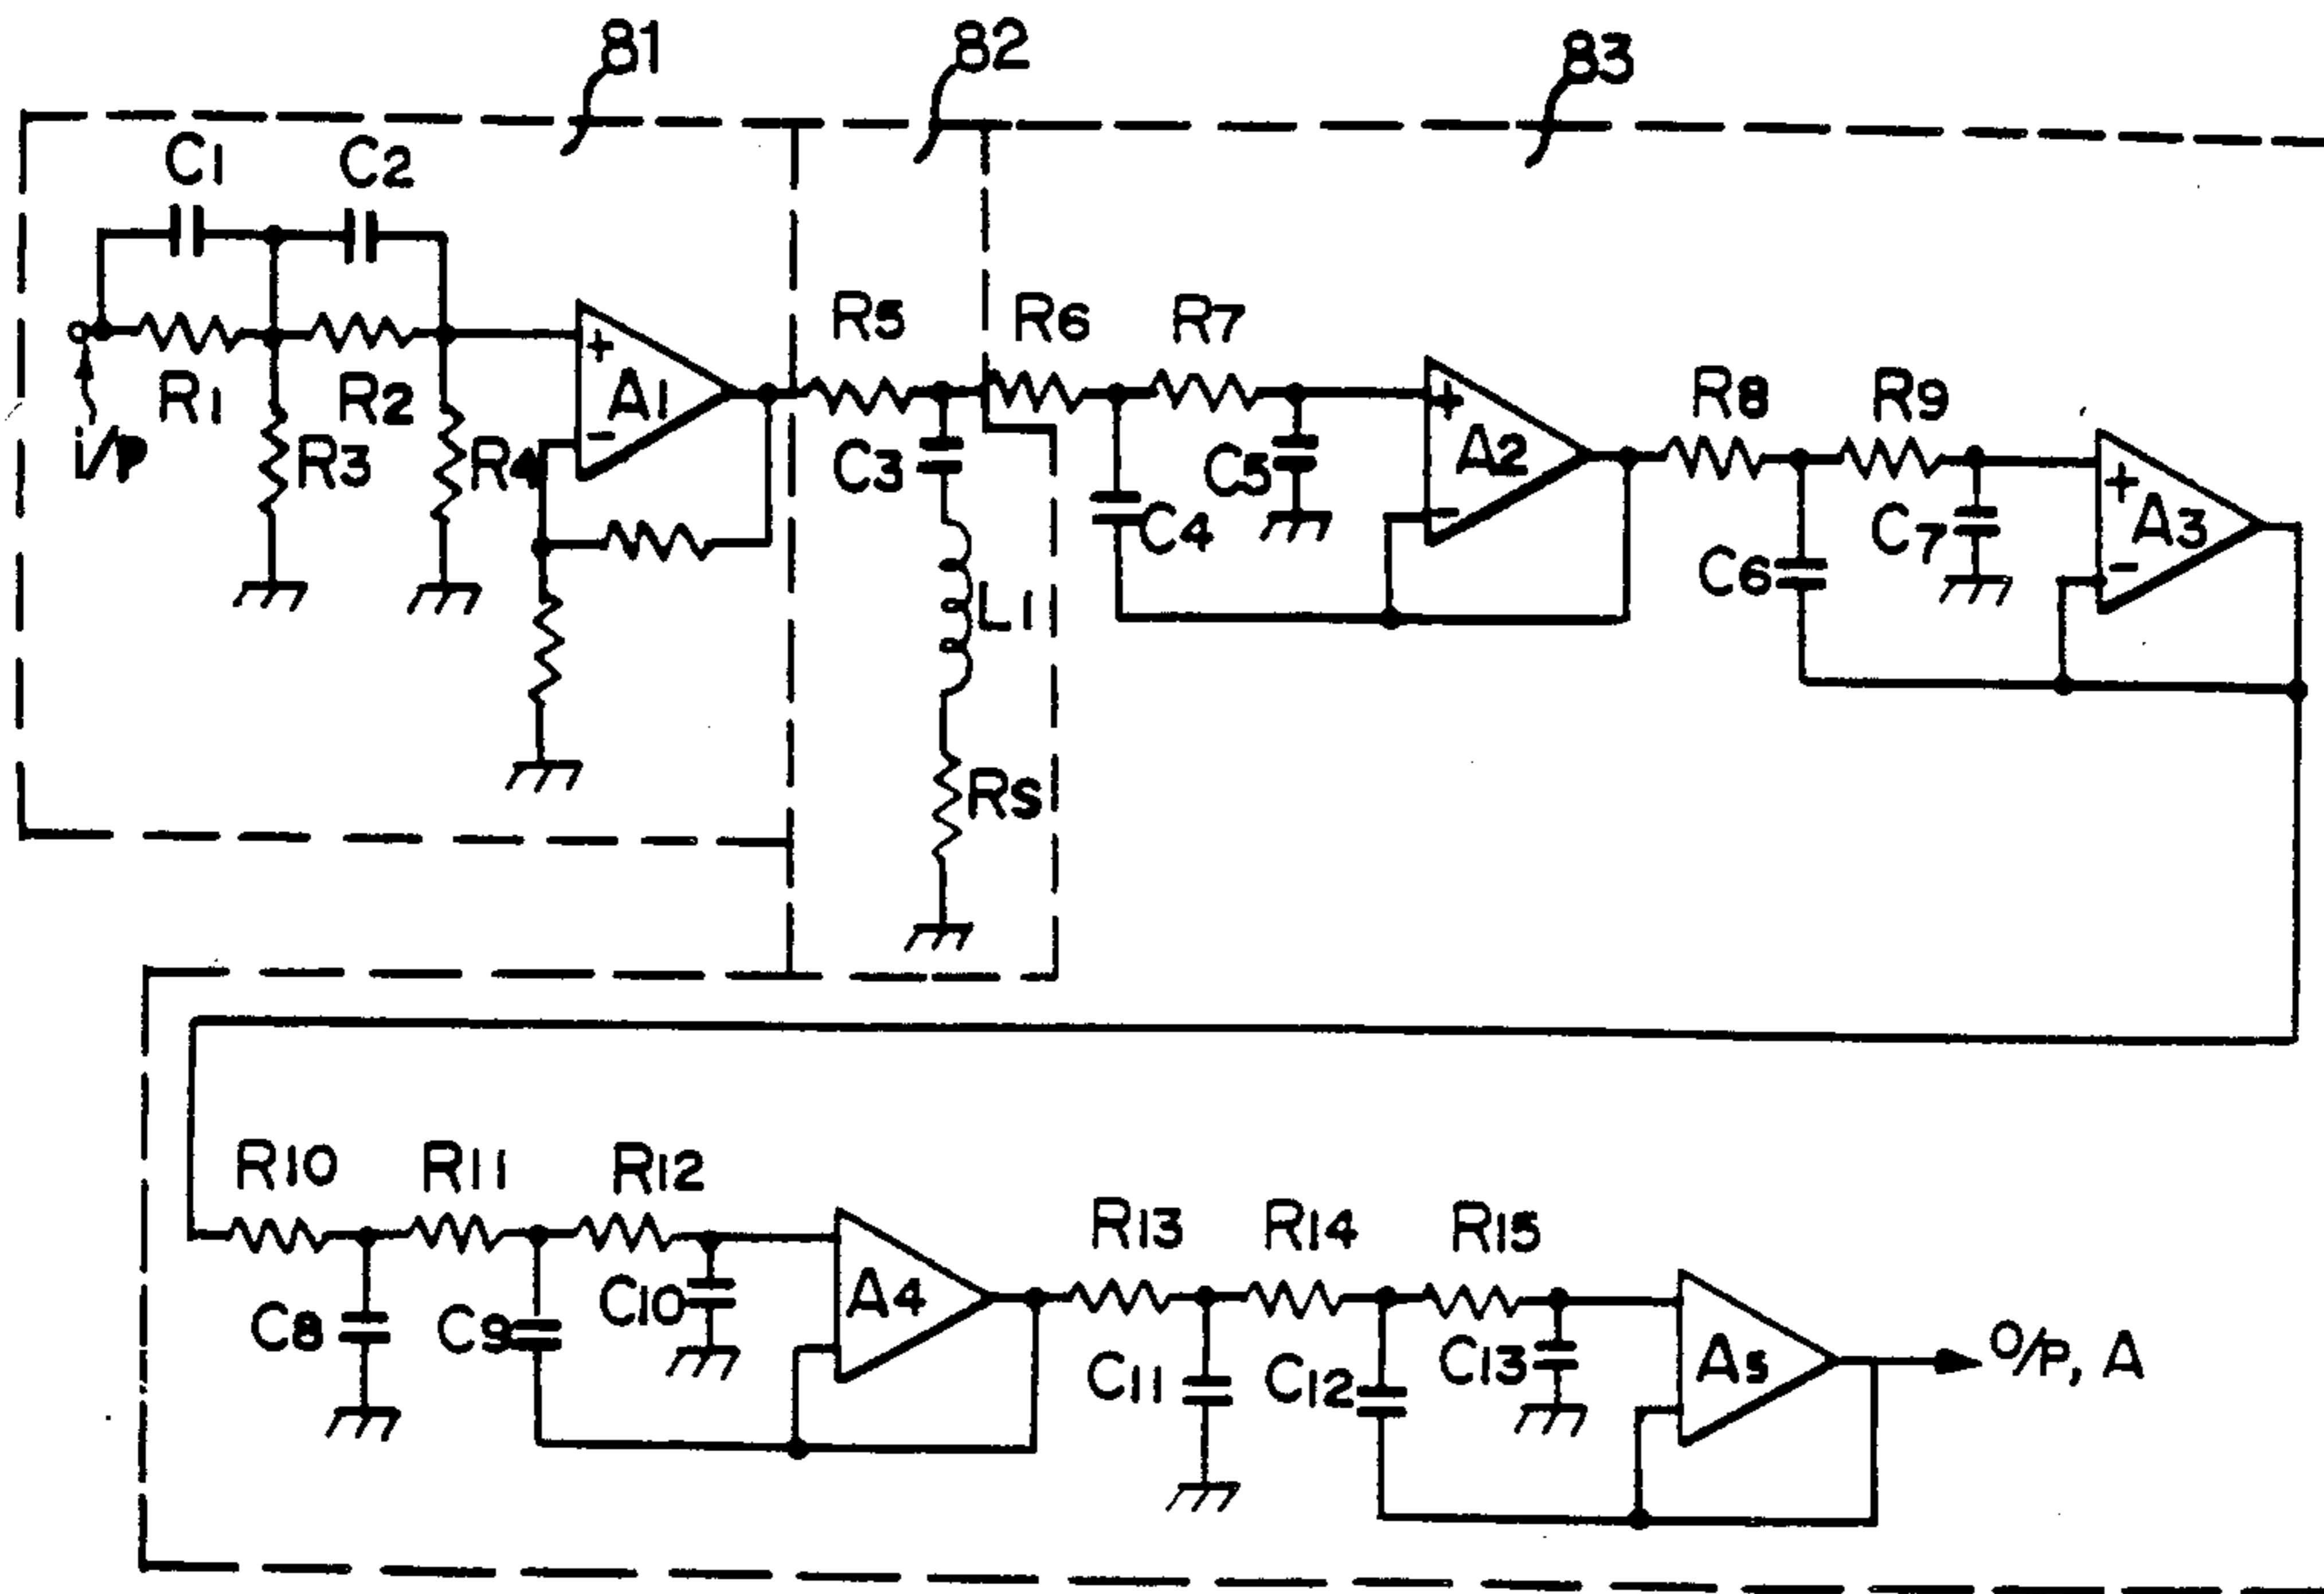 81 82 83
C1 C2
R5 R6 R7
R1 R2 + A1 - R8 R9
i/p R3 R4 C3 C5 + A2 -
C4 C6 C7 + A3 -
L1
RS
R10 R11 R12 R13 R14 R15
C8 C9 C10 A4
C11 C12 C13 A5 O/P, A